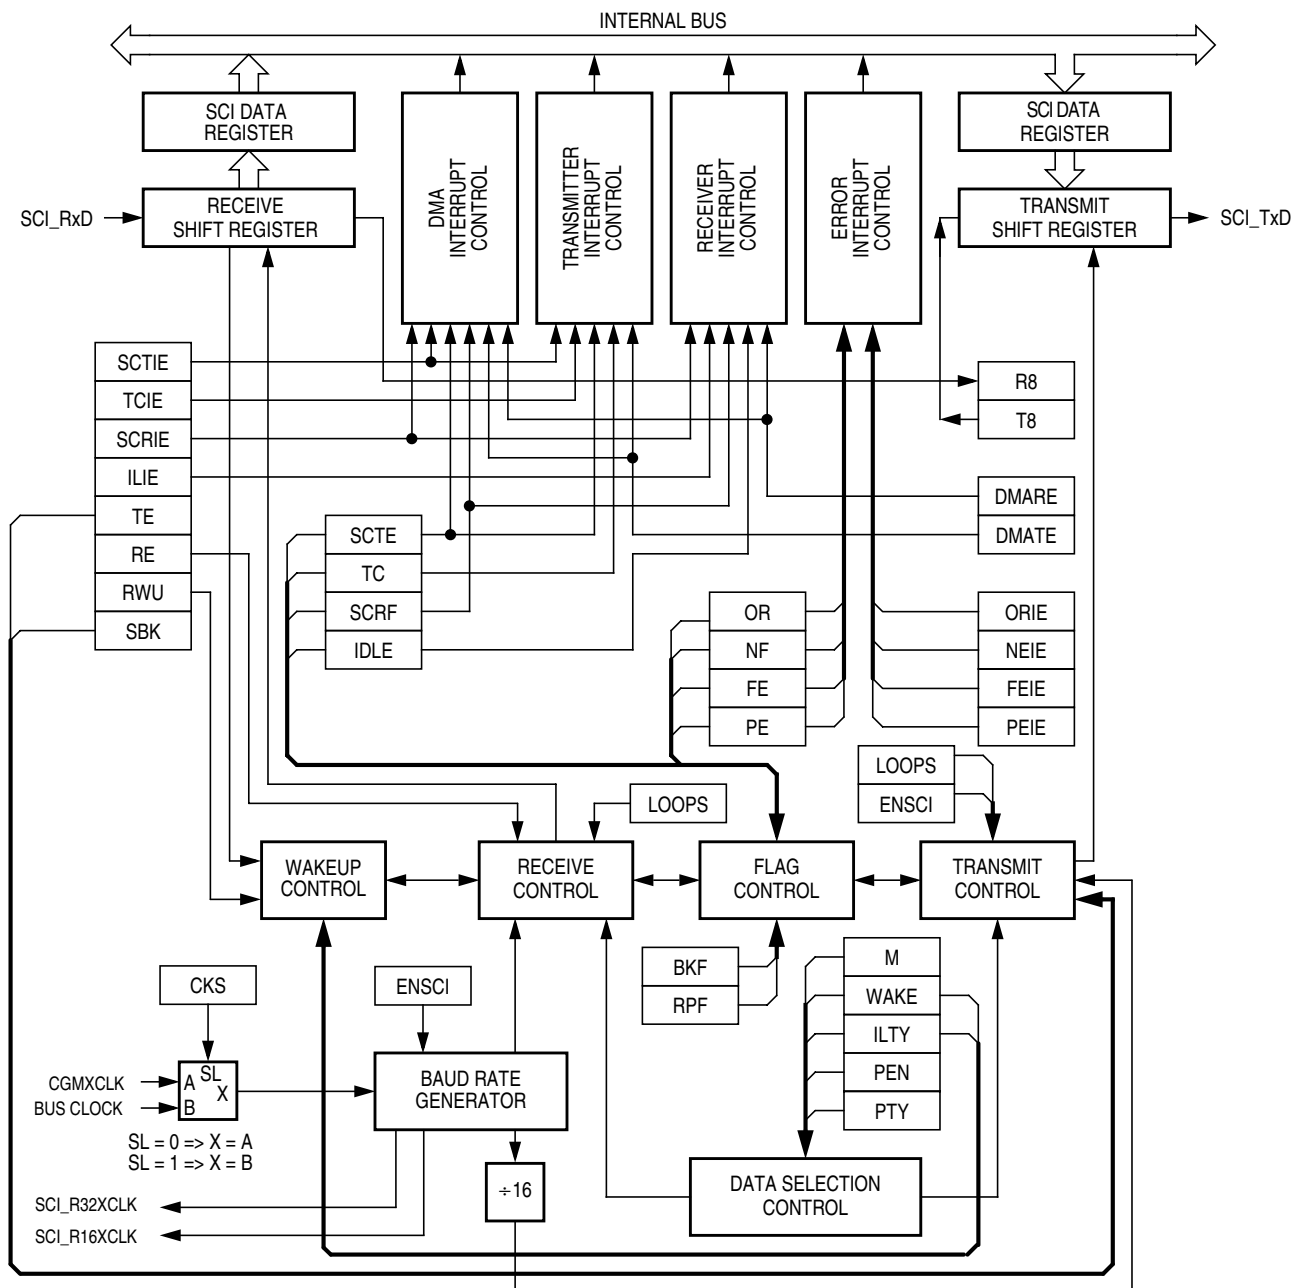 INTERNAL BUS
SCI DATA
REGISTER
DMA
INTERRUPT
CONTROL
TRANSMITTER
INTERRUPT
CONTROL
RECEIVER
INTERRUPT
CONTROL
ERROR
INTERRUPT
CONTROL
SCI DATA
REGISTER
SCI_RxD
RECEIVE
SHIFT REGISTER
TRANSMIT
SHIFT REGISTER
SCI_TxD
SCTIE
TCIE
SCRIE
ILIE
TE
RE
RWU
SBK
R8
T8
DMARE
DMATE
SCTE
TC
SCRF
IDLE
OR
NF
FE
PE
ORIE
NEIE
FEIE
PEIE
LOOPS
ENSCI
LOOPS
WAKEUP
CONTROL
RECEIVE
CONTROL
FLAG
CONTROL
TRANSMIT
CONTROL
BKF
RPF
M
WAKE
ILTY
PEN
PTY
CKS
ENSCI
CGMXCLK
BUS CLOCK
A SL
X
B
SL = 0 => X = A
SL = 1 => X = B
BAUD RATE
GENERATOR
÷16
DATA SELECTION
CONTROL
SCI_R32XCLK
SCI_R16XCLK